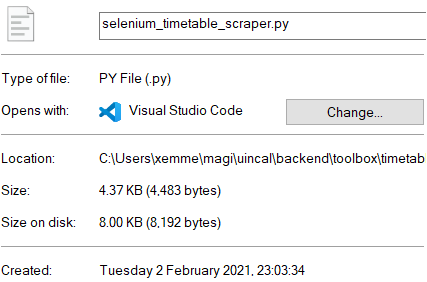 selenium_timetable_scraper.py
Type of file: PY File (.py)
Opens with: Visual Studio Code Change...
Location: C:\Users\xemme\magi\uincal\backend\toolbox\timetab
Size: 4.37 KB (4,483 bytes)
Size on disk: 8.00 KB (8,192 bytes)
Created: Tuesday 2 February 2021, 23:03:34